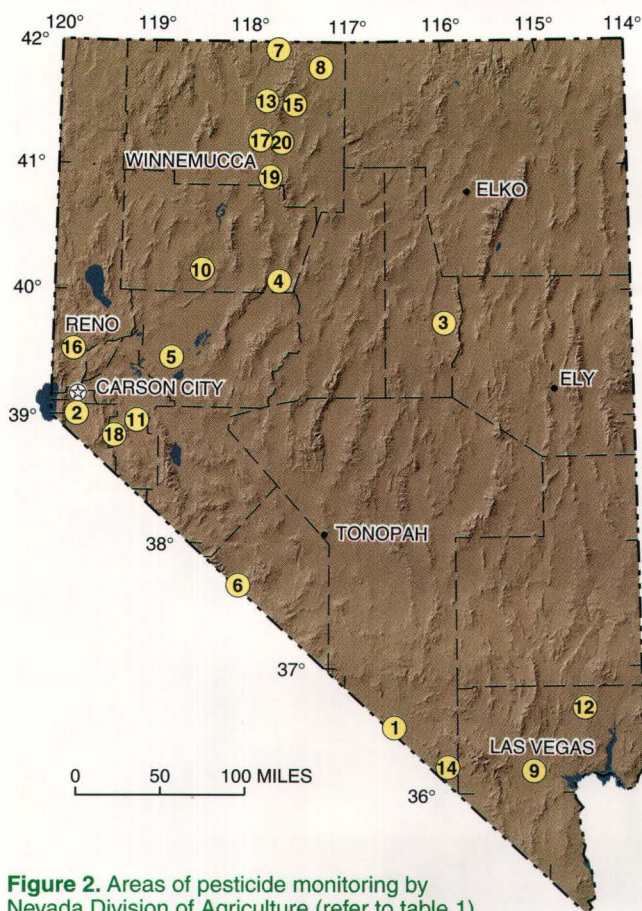 120° 119° 118° 117° 116° 115° 114°
42°
7
8
13 15
17 20
41°
WINNEMUCCA
19
ELKO
10
4
40°
3
RENO
16
5
ELY
CARSON CITY
39°
2
11
18
TONOPAH
38°
6
37°
12
1
LAS VEGAS
14
9
0 50 100 MILES
36°
Figure 2. Areas of pesticide monitoring by
Nevada Division of Agriculture (refer to table 1)